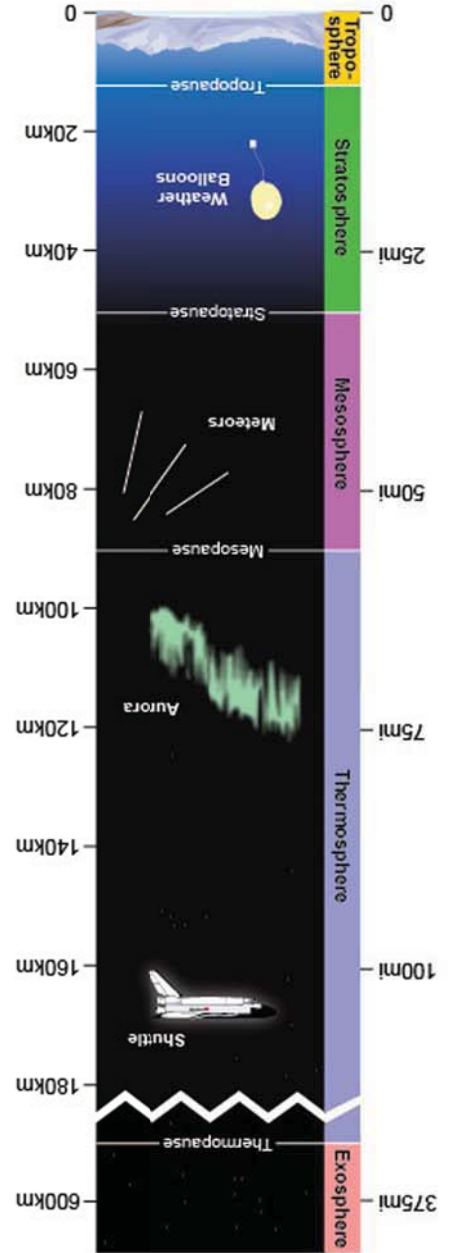 600km
375mi
Exosphere
Thermopause
180km
Shuttle
160km
100mi
Thermosphere
140km
120km
75mi
Aurora
100km
Mesopause
80km
50mi
Meteors
Mesosphere
60km
Stratopause
40km
25mi
Weather
Balloons
Stratosphere
20km
Tropopause
Tropo-
sphere
0
0